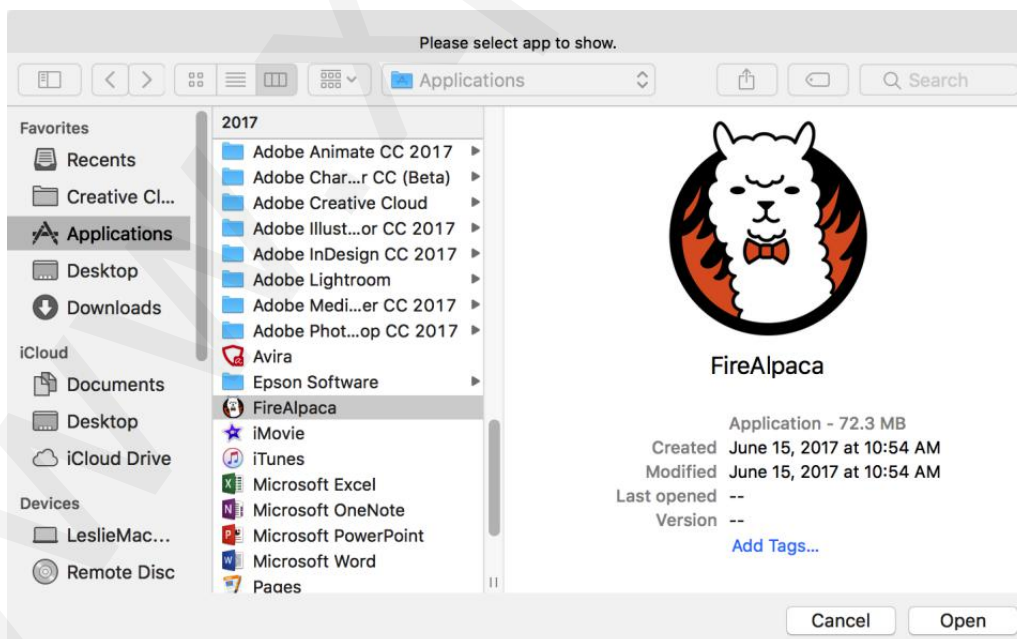 Please select app to show.
Applications
Search
Favorites
Recents
Creative Cl...
Applications
Desktop
Downloads
iCloud
Documents
Desktop
iCloud Drive
Devices
LeslieMac...
Remote Disc
2017
Adobe Animate CC 2017
Adobe Char...r CC (Beta)
Adobe Creative Cloud
Adobe Illust...or CC 2017
Adobe InDesign CC 2017
Adobe Lightroom
Adobe Medi...er CC 2017
Adobe Phot...op CC 2017
Avira
Epson Software
FireAlpaca
iMovie
iTunes
Microsoft Excel
Microsoft OneNote
Microsoft PowerPoint
Microsoft Word
Pages
FireAlpaca
Application - 72.3 MB
Created June 15, 2017 at 10:54 AM
Modified June 15, 2017 at 10:54 AM
Last opened --
Version --
Add Tags...
Cancel
Open